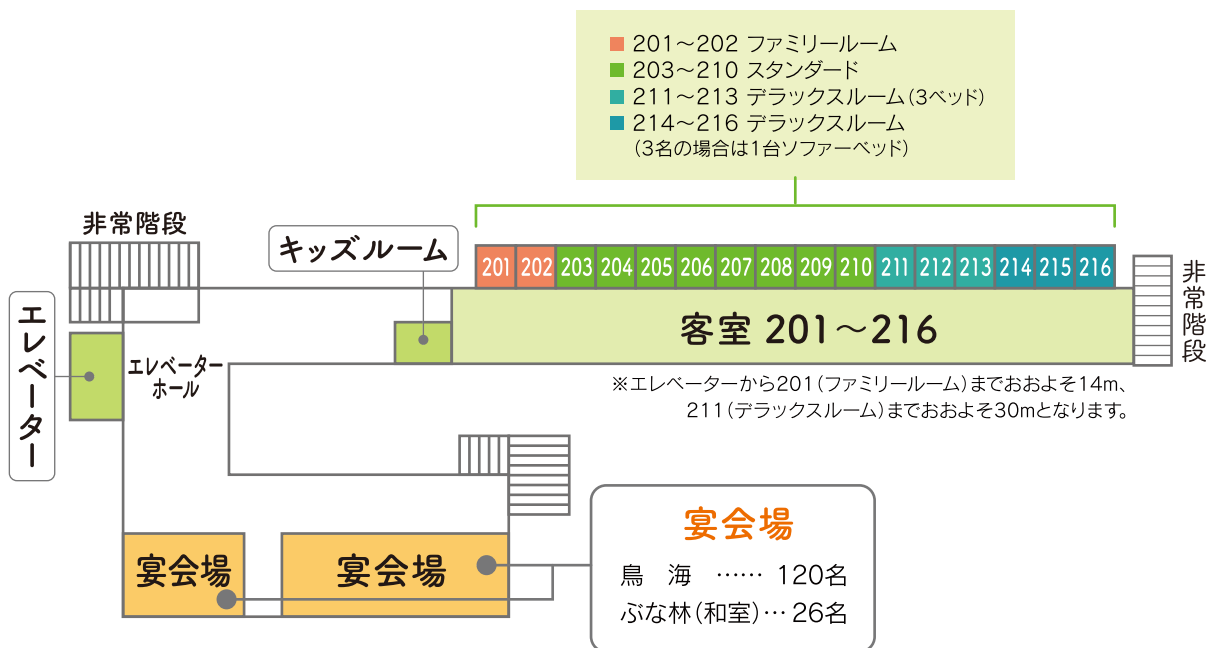 201～202 ファミリールーム
203～210 スタンダード
211～213 デラックスルーム(3ベッド)
214～216 デラックスルーム
(3名の場合は1台ソファーベッド)
非常階段
キッズルーム
201 202 203 204 205 206 207 208 209 210 211 212 213 214 215 216
非常階段
客室 201～216
エレベーター
エレベーター
ホール
※エレベーターから201(ファミリールーム)までおおよそ14m、
211(デラックスルーム)までおおよそ30mとなります。
宴会場
宴会場
宴会場
鳥　海 …… 120名
ぶな林(和室)… 26名